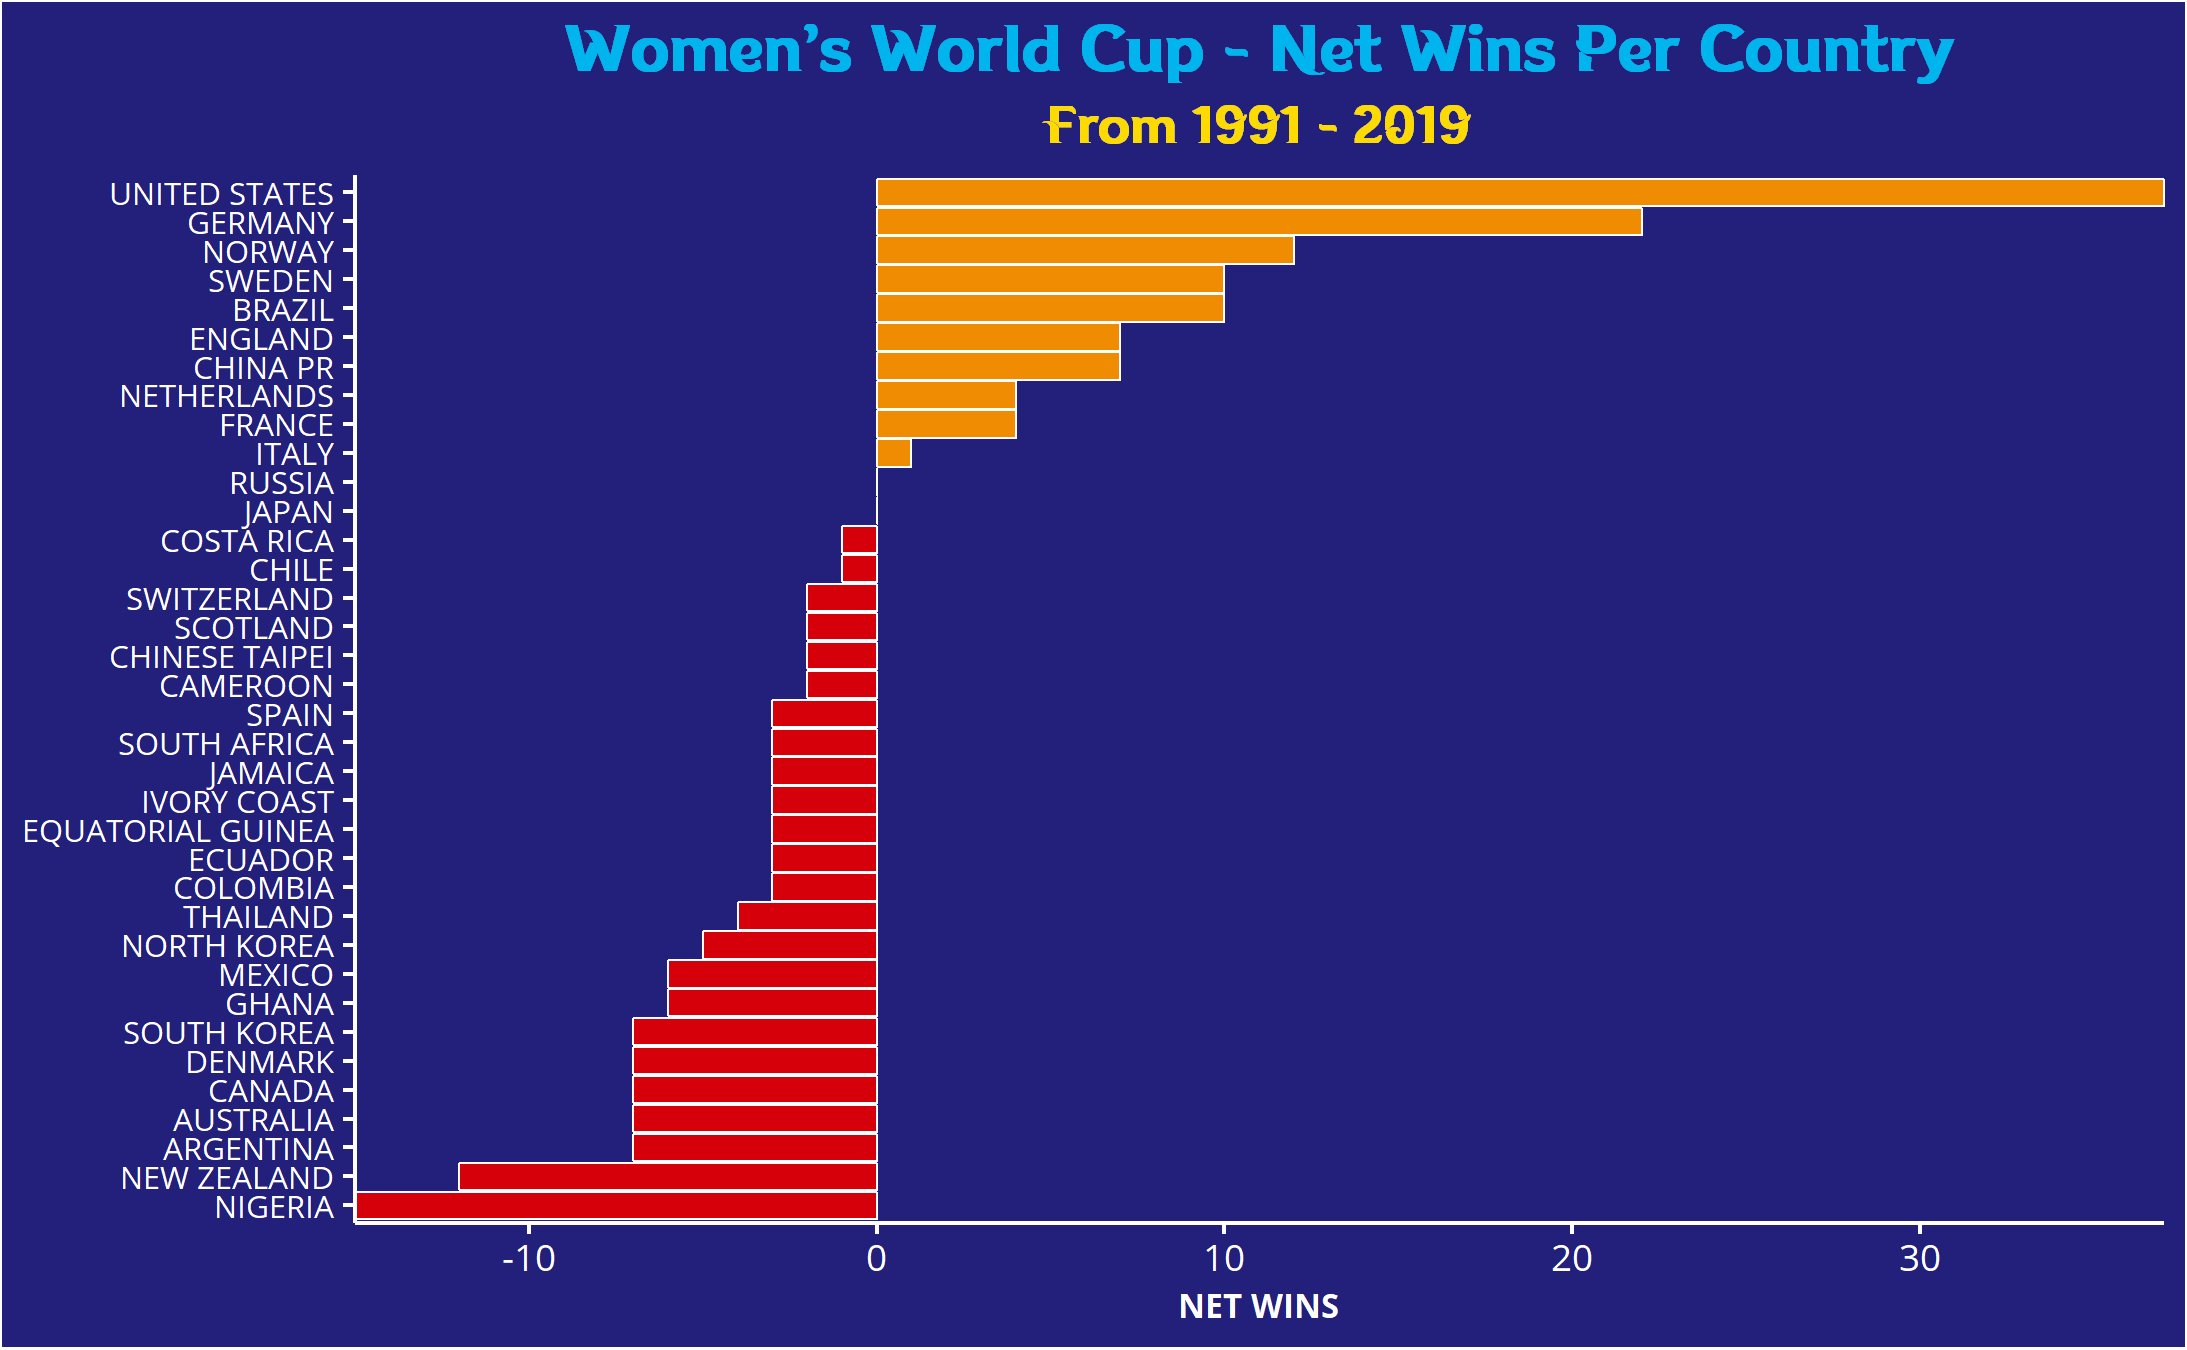 Women's World Cup - Net Wins Per Country
From 1991 - 2019
UNITED STATES
GERMANY
NORWAY
SWEDEN
BRAZIL
ENGLAND
CHINA PR
NETHERLANDS
FRANCE
ITALY
RUSSIA
JAPAN
COSTA RICA
CHILE
SWITZERLAND
SCOTLAND
CHINESE TAIPEI
CAMEROON
SPAIN
SOUTH AFRICA
JAMAICA
IVORY COAST
EQUATORIAL GUINEA
ECUADOR
COLOMBIA
THAILAND
NORTH KOREA
MEXICO
GHANA
SOUTH KOREA
DENMARK
CANADA
AUSTRALIA
ARGENTINA
NEW ZEALAND
NIGERIA
-10 0 10 20 30
NET WINS